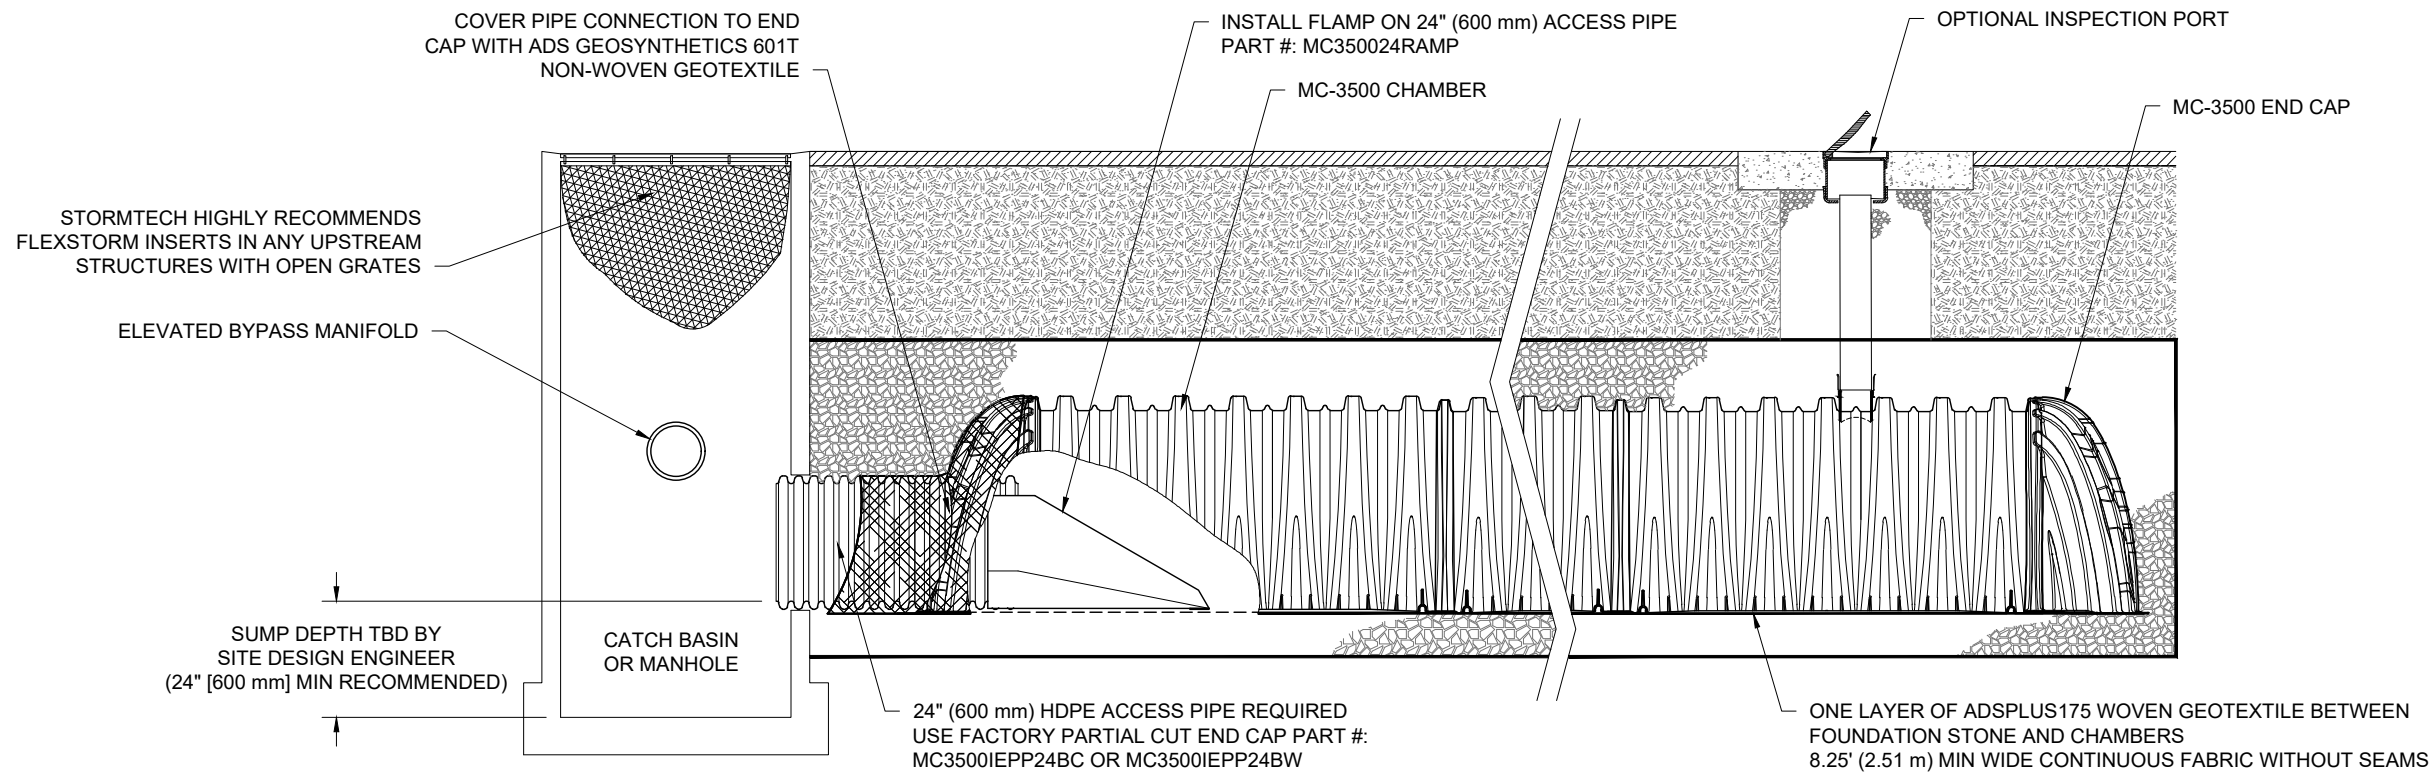 COVER PIPE CONNECTION TO END
CAP WITH ADS GEOSYNTHETICS 601T
NON-WOVEN GEOTEXTILE
INSTALL FLAMP ON 24" (600 mm) ACCESS PIPE
PART #: MC350024RAMP
MC-3500 CHAMBER
OPTIONAL INSPECTION PORT
MC-3500 END CAP
STORMTECH HIGHLY RECOMMENDS
FLEXSTORM INSERTS IN ANY UPSTREAM
STRUCTURES WITH OPEN GRATES
ELEVATED BYPASS MANIFOLD
SUMP DEPTH TBD BY
SITE DESIGN ENGINEER
(24" [600 mm] MIN RECOMMENDED)
CATCH BASIN
OR MANHOLE
24" (600 mm) HDPE ACCESS PIPE REQUIRED
USE FACTORY PARTIAL CUT END CAP PART #:
MC3500IEPP24BC OR MC3500IEPP24BW
ONE LAYER OF ADSPLUS175 WOVEN GEOTEXTILE BETWEEN
FOUNDATION STONE AND CHAMBERS
8.25' (2.51 m) MIN WIDE CONTINUOUS FABRIC WITHOUT SEAMS